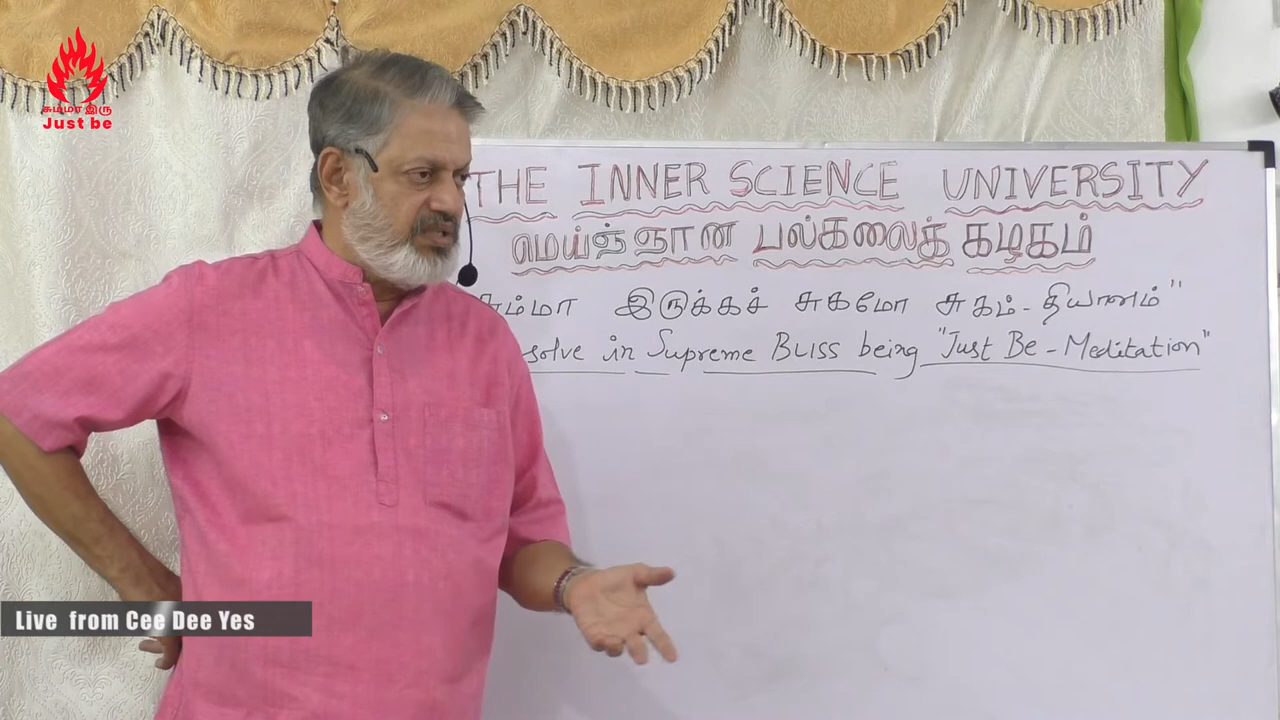 சும்மா இரு
Just be
THE INNER SCIENCE UNIVERSITY
மெய்ஞ்ஞான பல்கலைக் கழகம்
சும்மா இருக்கச் சுகமோ சுகம் - தியானம்"
solve in Supreme BLISS being "Just Be - Meditation"
Live from Cee Dee Yes